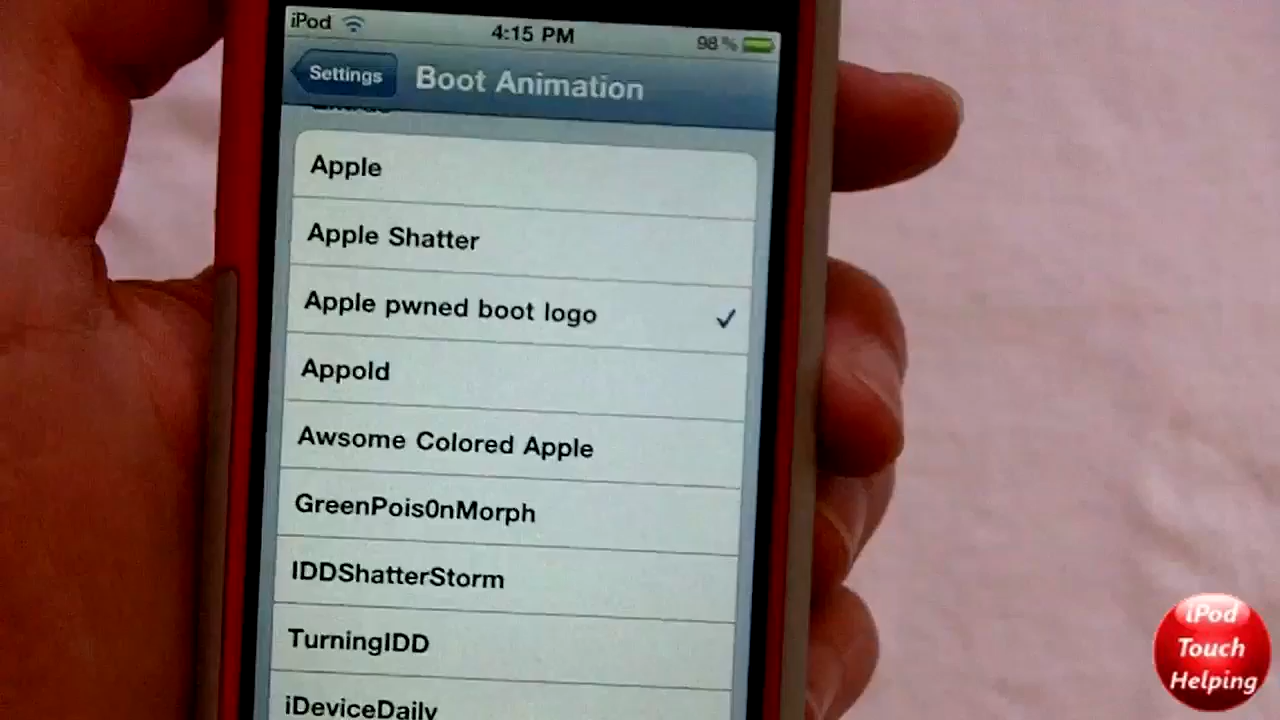 iPod
4:15 PM
98%
Settings
Boot Animation
Apple
Apple Shatter
Apple pwned boot logo
Appold
Awsome Colored Apple
GreenPois0nMorph
IDDShatterStorm
TurningIDD
iDeviceDaily
iPod
Touch
Helping